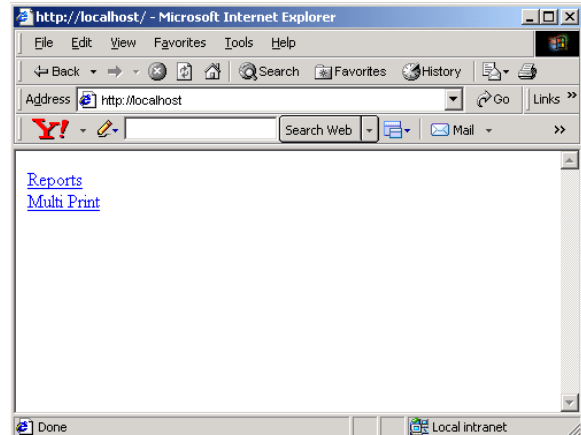 http://localhost/ - Microsoft Internet Explorer
File Edit View Favorites Tools Help
Back Search Favorites History
Address http://localhost Go Links »
Y! Search Web Mail »
Reports
Multi Print
Done Local intranet